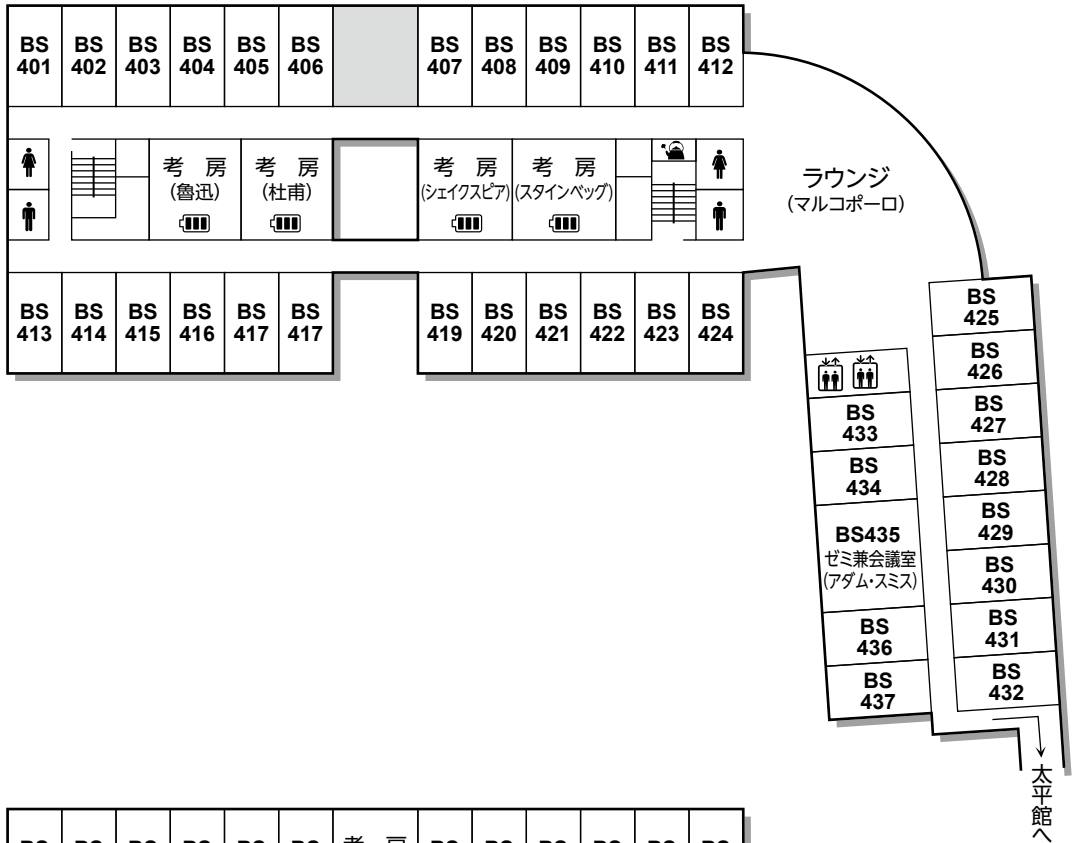 BS
401
BS
402
BS
403
BS
404
BS
405
BS
406
BS
407
BS
408
BS
409
BS
410
BS
411
BS
412
考 房
(魯迅)
考 房
(杜甫)
考 房
(シェイクスピア)
考 房
(スタインベッグ)
ラウンジ
(マルコポーロ)
BS
413
BS
414
BS
415
BS
416
BS
417
BS
417
BS
419
BS
420
BS
421
BS
422
BS
423
BS
424
BS
425
BS
426
BS
427
BS
428
BS
429
BS
430
BS
431
BS
432
BS
433
BS
434
BS435
ゼミ兼会議室
(アダム・スミス)
BS
436
BS
437
太平館へ